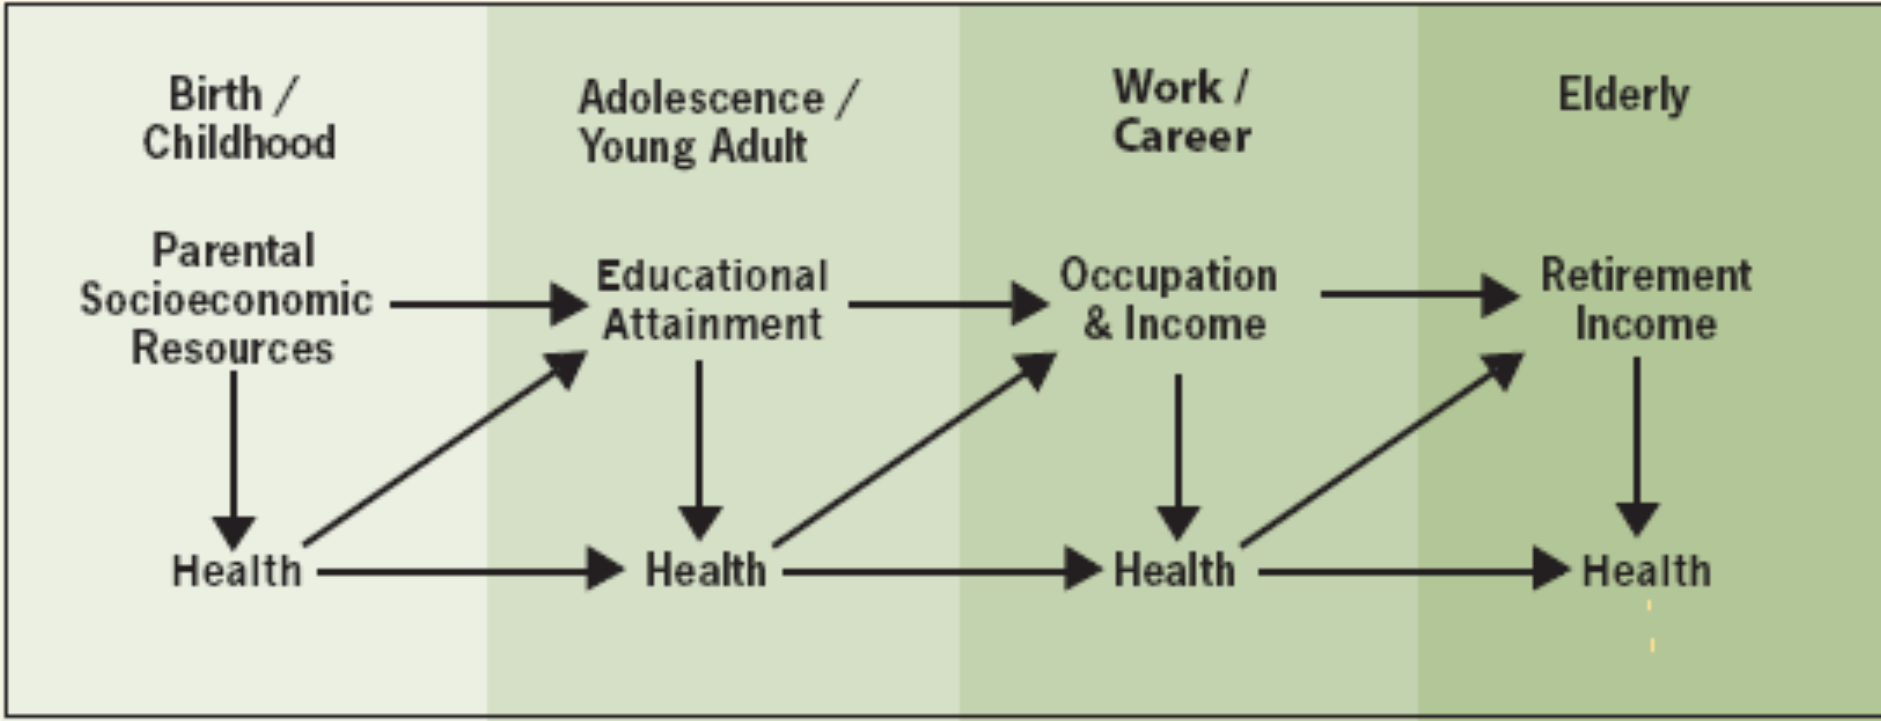 Birth /
Childhood
Adolescence /
Young Adult
Work /
Career
Elderly
Parental
Socioeconomic
Resources
Educational
Attainment
Occupation
& Income
Retirement
Income
Health
Health
Health
Health